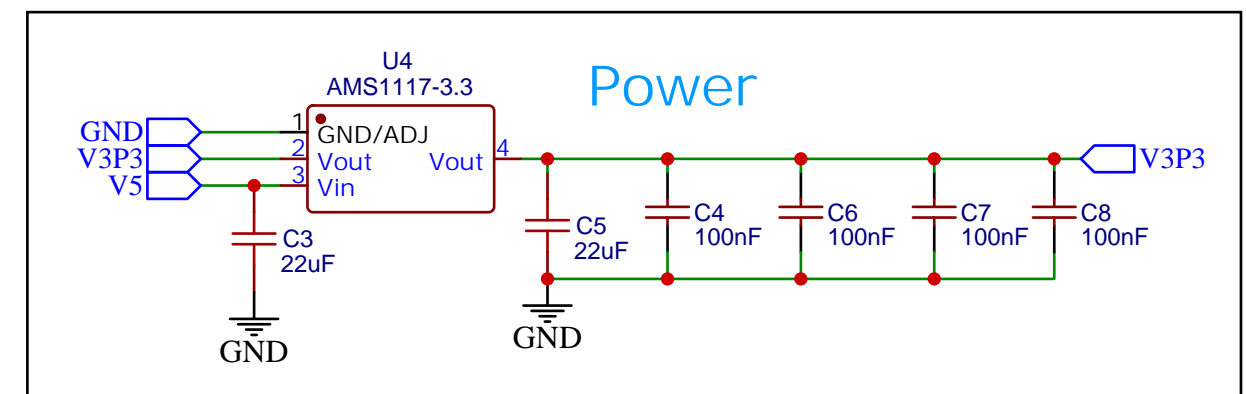 U4
AMS1117-3.3
Power
GND
1
GND/ADJ
V3P3
2
Vout
Vout
4
V3P3
V5
3
Vin
C3
22uF
GND
C5
22uF
GND
C4
100nF
C6
100nF
C7
100nF
C8
100nF